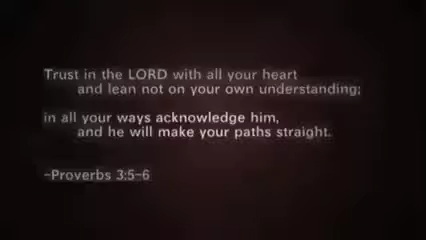 Trust in the LORD with all your heart
and lean not on your own understanding;
in all your ways acknowledge him,
and he will make your paths straight.
~Proverbs 3:5-6